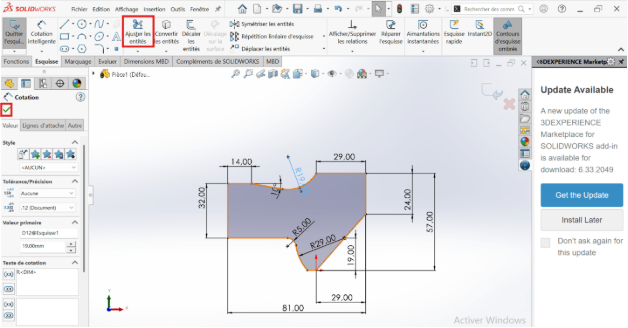 SOLIDWORKS
Fichier Edition Affichage Insertion Outils Fenêtre
Rechercher des comm
Quitter l'esqui...
Cotation intelligente
Ajuster les entités
Convertir les entités
Décaler les entités
Décalage sur la surface
Symétriser les entités
Répétition linéaire d'esquisse
Déplacer les entités
Afficher/Supprimer les relations
Réparer l'esquisse
Aimantations instantanées
Esquisse rapide
Instant2D
Contours d'esquisse ombrés
Fonctions Esquisse Marquage Evaluer Dimensions MBD Compléments de SOLIDWORKS MBD
3DEXPERIENCE Marketp
Pièce1 (Défau...
Cotation
Valeur Lignes d'attache Autre
Style
<AUCUN>
Tolérance/Précision
Aucune
.12 (Document)
Valeur primaire
D12@Esquisse1
19.00mm
Texte de cotation
R<DIM>
14,00
29,00
R19
32,00
24,00
57,00
R5,00
R29,00
19,00
29,00
81,00
Activer Windows
Update Available
A new update of the
3DEXPERIENCE
Marketplace for
SOLIDWORKS add-in
is available for
download: 6.33.2049
Get the Update
Install Later
Don't ask again for
this update